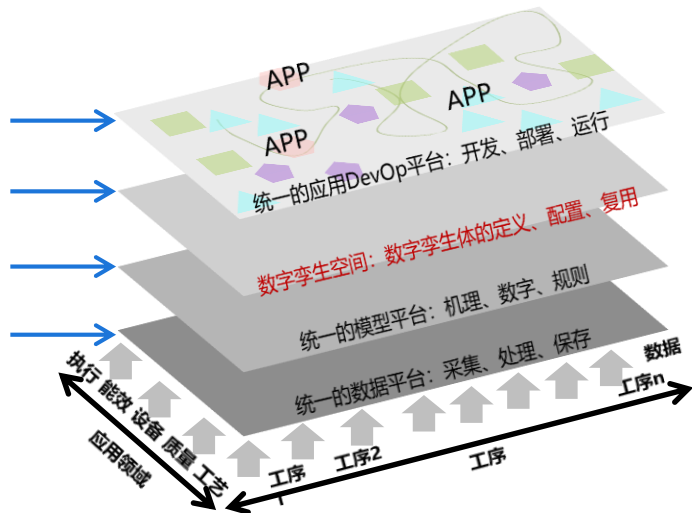 APP
APP
APP
统一的应用DevOp平台：开发、部署、运行
数字孪生空间：数字孪生体的定义、配置、复用
统一的模型平台：机理、数字、规则
统一的数据平台：采集、处理、保存
数据
执行 能效 设备 质量 工艺
应用领域
工序
1
工序2
工序
工序n